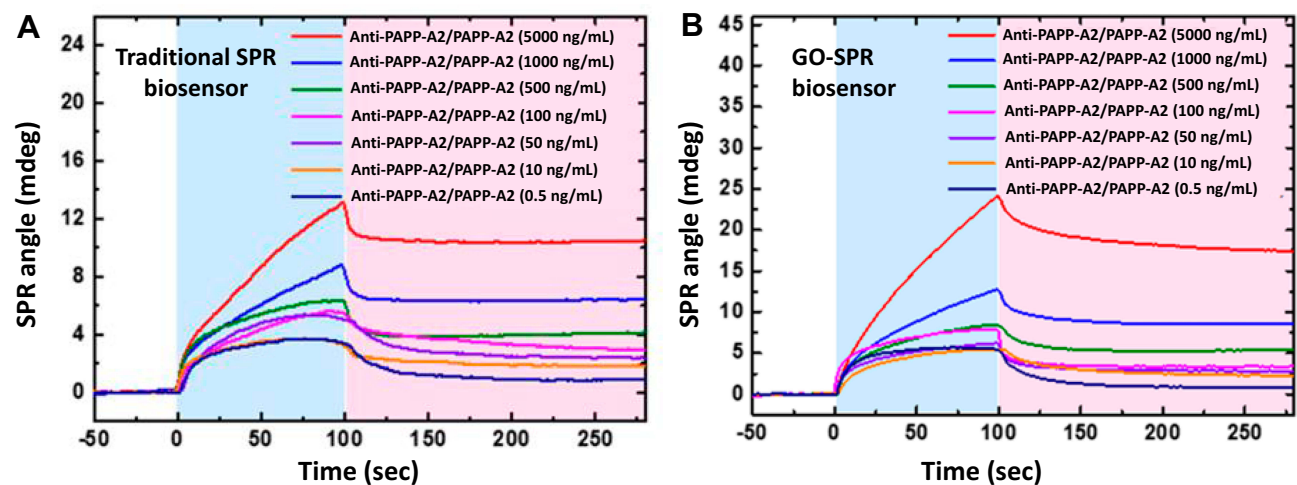 A
Traditional SPR
biosensor
Anti-PAPP-A2/PAPP-A2 (5000 ng/mL)
Anti-PAPP-A2/PAPP-A2 (1000 ng/mL)
Anti-PAPP-A2/PAPP-A2 (500 ng/mL)
Anti-PAPP-A2/PAPP-A2 (100 ng/mL)
Anti-PAPP-A2/PAPP-A2 (50 ng/mL)
Anti-PAPP-A2/PAPP-A2 (10 ng/mL)
Anti-PAPP-A2/PAPP-A2 (0.5 ng/mL)
SPR angle (mdeg)
24
20
16
12
8
4
0
-50 0 50 100 150 200 250
Time (sec)
B
GO-SPR
biosensor
Anti-PAPP-A2/PAPP-A2 (5000 ng/mL)
Anti-PAPP-A2/PAPP-A2 (1000 ng/mL)
Anti-PAPP-A2/PAPP-A2 (500 ng/mL)
Anti-PAPP-A2/PAPP-A2 (100 ng/mL)
Anti-PAPP-A2/PAPP-A2 (50 ng/mL)
Anti-PAPP-A2/PAPP-A2 (10 ng/mL)
Anti-PAPP-A2/PAPP-A2 (0.5 ng/mL)
SPR angle (mdeg)
45
40
35
30
25
20
15
10
5
0
-50 0 50 100 150 200 250
Time (sec)